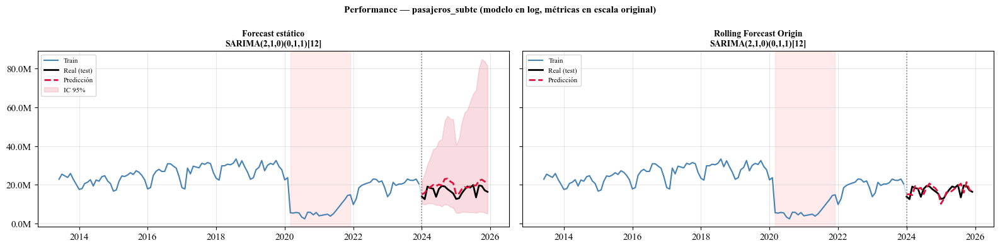 Performance — pasajeros_subte (modelo en log, métricas en escala original)
Forecast estático
SARIMA(2,1,0)(0,1,1)[12]
Train
Real (test)
Predicción
IC 95%
80.0M
60.0M
40.0M
20.0M
0.0M
2014
2016
2018
2020
2022
2024
2026
Rolling Forecast Origin
SARIMA(2,1,0)(0,1,1)[12]
Train
Real (test)
Predicción
2014
2016
2018
2020
2022
2024
2026